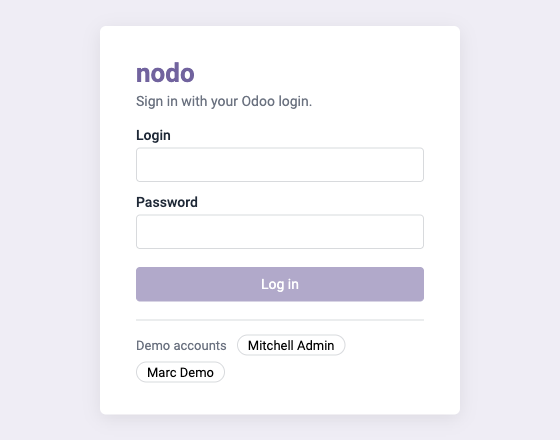 nodo
Sign in with your Odoo login.
Login
Password
Log in
Demo accounts Mitchell Admin
Marc Demo